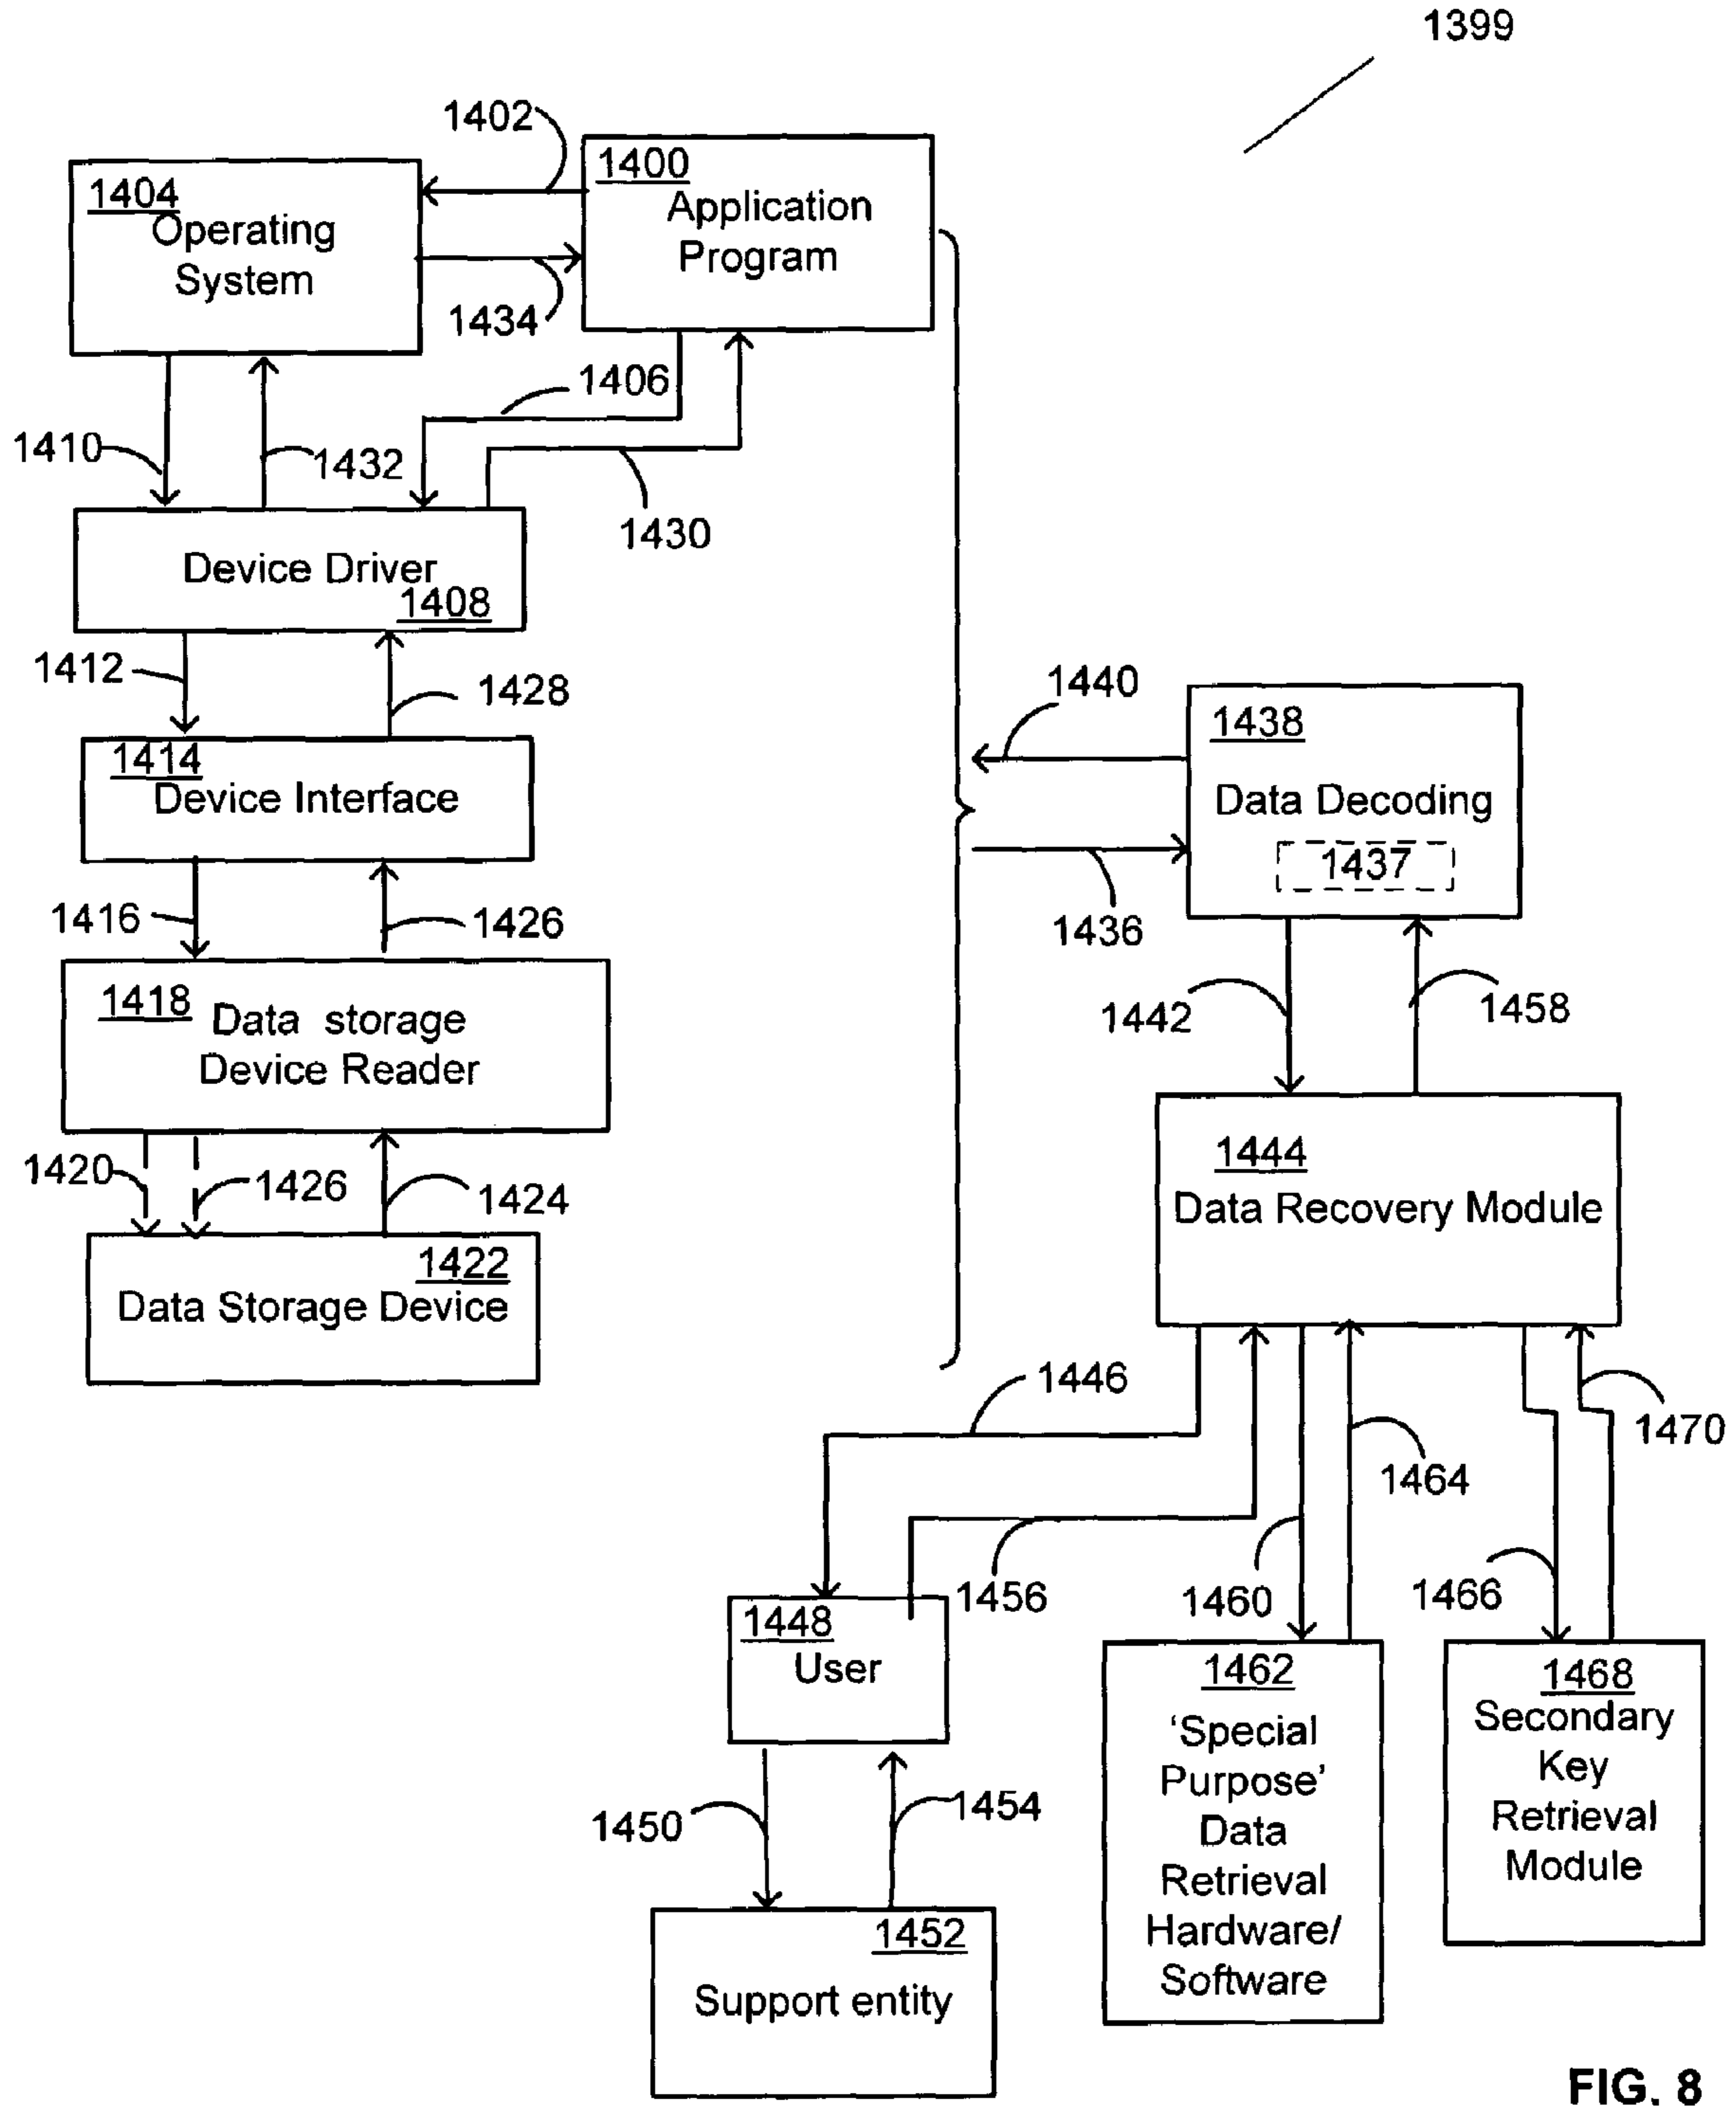 1399
1402
1400
Application
Program
1404
Operating
System
1434
1406
1410
1432
1430
Device Driver
1408
1412
1428
1440
1438
Data Decoding
1437
1414
Device Interface
1416
1426
1436
1418
Data storage
Device Reader
1442
1458
1420
1426
1424
1444
Data Recovery Module
1422
Data Storage Device
1446
1470
1464
1456
1460
1466
1448
User
1462
‘Special
Purpose’
Data
Retrieval
Hardware/
Software
1468
Secondary
Key
Retrieval
Module
1450
1454
1452
Support entity
FIG. 8